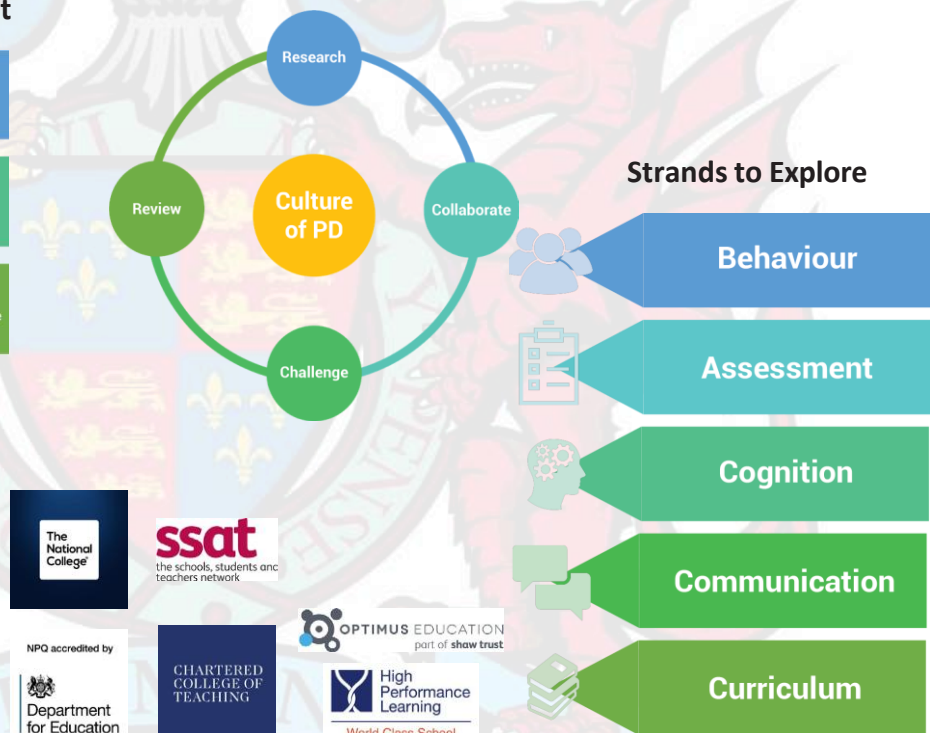 t
Research
Review
Culture
of PD
Collaborate
Challenge
Strands to Explore
Behaviour
Assessment
Cognition
Communication
Curriculum
The
National
College
ssat
the schools, students and
teachers network
OPTIMUS EDUCATION
part of shaw trust
NPQ accredited by
Department
for Education
CHARTERED
COLLEGE OF
TEACHING
High
Performance
Learning
World Class School